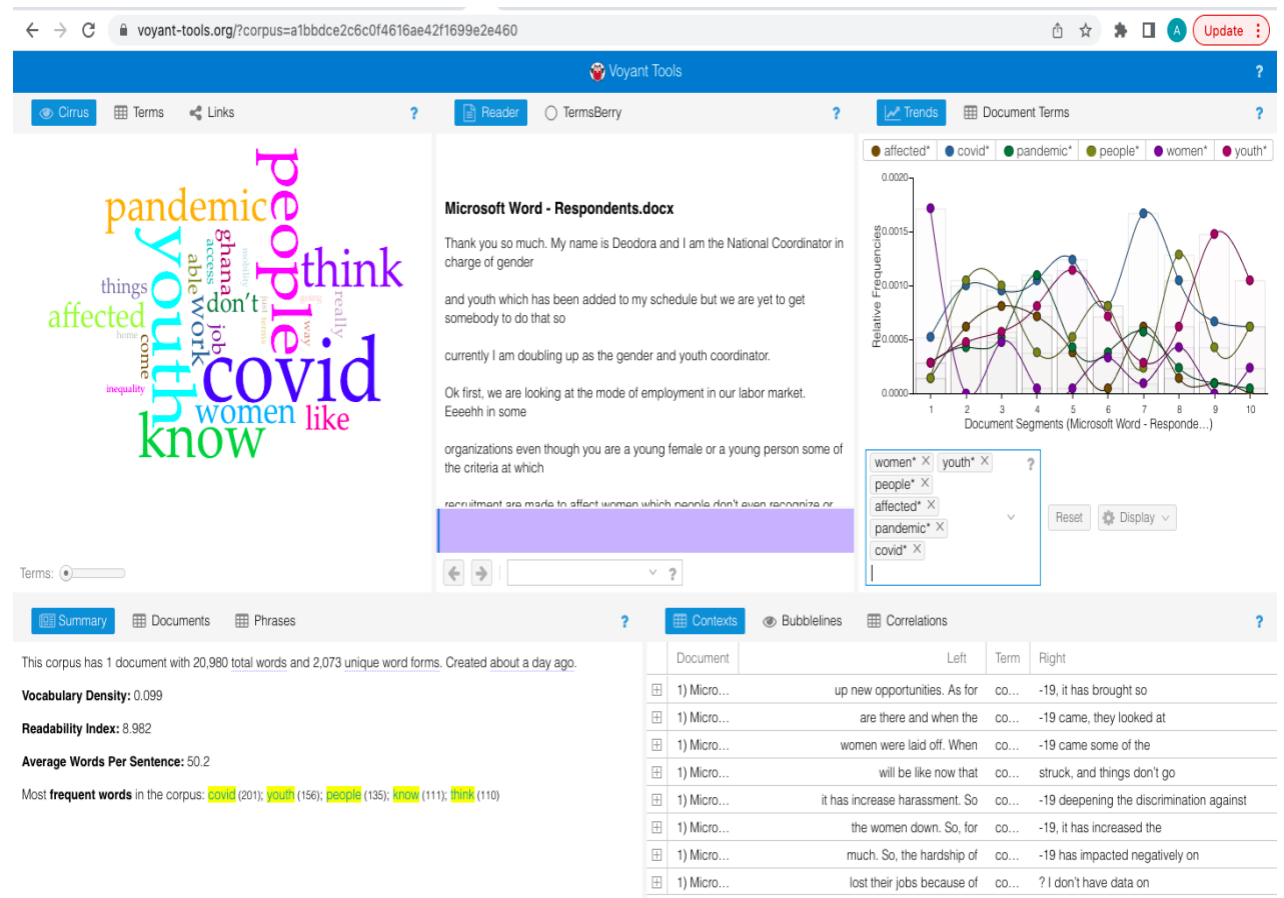 voyant-tools.org/?corpus=a1bbdce2c6c0f4616ae42f1699e2e460
A
Update
Voyant Tools
?
Cirrus Terms Links ?
people
pandemic
youth
ghana
access
mobility
able
think
things
don't
just
terms
going
really
affected
work
job
way
home
come
covid
inequality
women
like
know
Terms:
Reader TermsBerry ?
Microsoft Word - Respondents.docx
Thank you so much. My name is Deodora and I am the National Coordinator in
charge of gender
and youth which has been added to my schedule but we are yet to get
somebody to do that so
currently I am doubling up as the gender and youth coordinator.
Ok first, we are looking at the mode of employment in our labor market.
Eeeehh in some
organizations even though you are a young female or a young person some of
the criteria at which
recruitment are made to affect women which people don't even recognize or
?
Trends Document Terms ?
affected* covid* pandemic* people* women* youth*
Relative Frequencies
0.0020
0.0015
0.0010
0.0005
0.0000
1 2 3 4 5 6 7 8 9 10
Document Segments (Microsoft Word - Responde…)
women* X youth* X ?
people* X
affected* X
pandemic* X
covid* X
Reset Display
Summary Documents Phrases ?
This corpus has 1 document with 20,980 total words and 2,073 unique word forms. Created about a day ago.
Vocabulary Density: 0.099
Readability Index: 8.982
Average Words Per Sentence: 50.2
Most frequent words in the corpus: covid (201); youth (156); people (135); know (111); think (110)
Contexts Bubblelines Correlations ?
Document Left Term Right
1) Micro… up new opportunities. As for co… -19, it has brought so
1) Micro… are there and when the co… -19 came, they looked at
1) Micro… women were laid off. When co… -19 came some of the
1) Micro… will be like now that co… struck, and things don't go
1) Micro… it has increase harassment. So co… -19 deepening the discrimination against
1) Micro… the women down. So, for co… -19, it has increased the
1) Micro… much. So, the hardship of co… -19 has impacted negatively on
1) Micro… lost their jobs because of co… ? I don't have data on